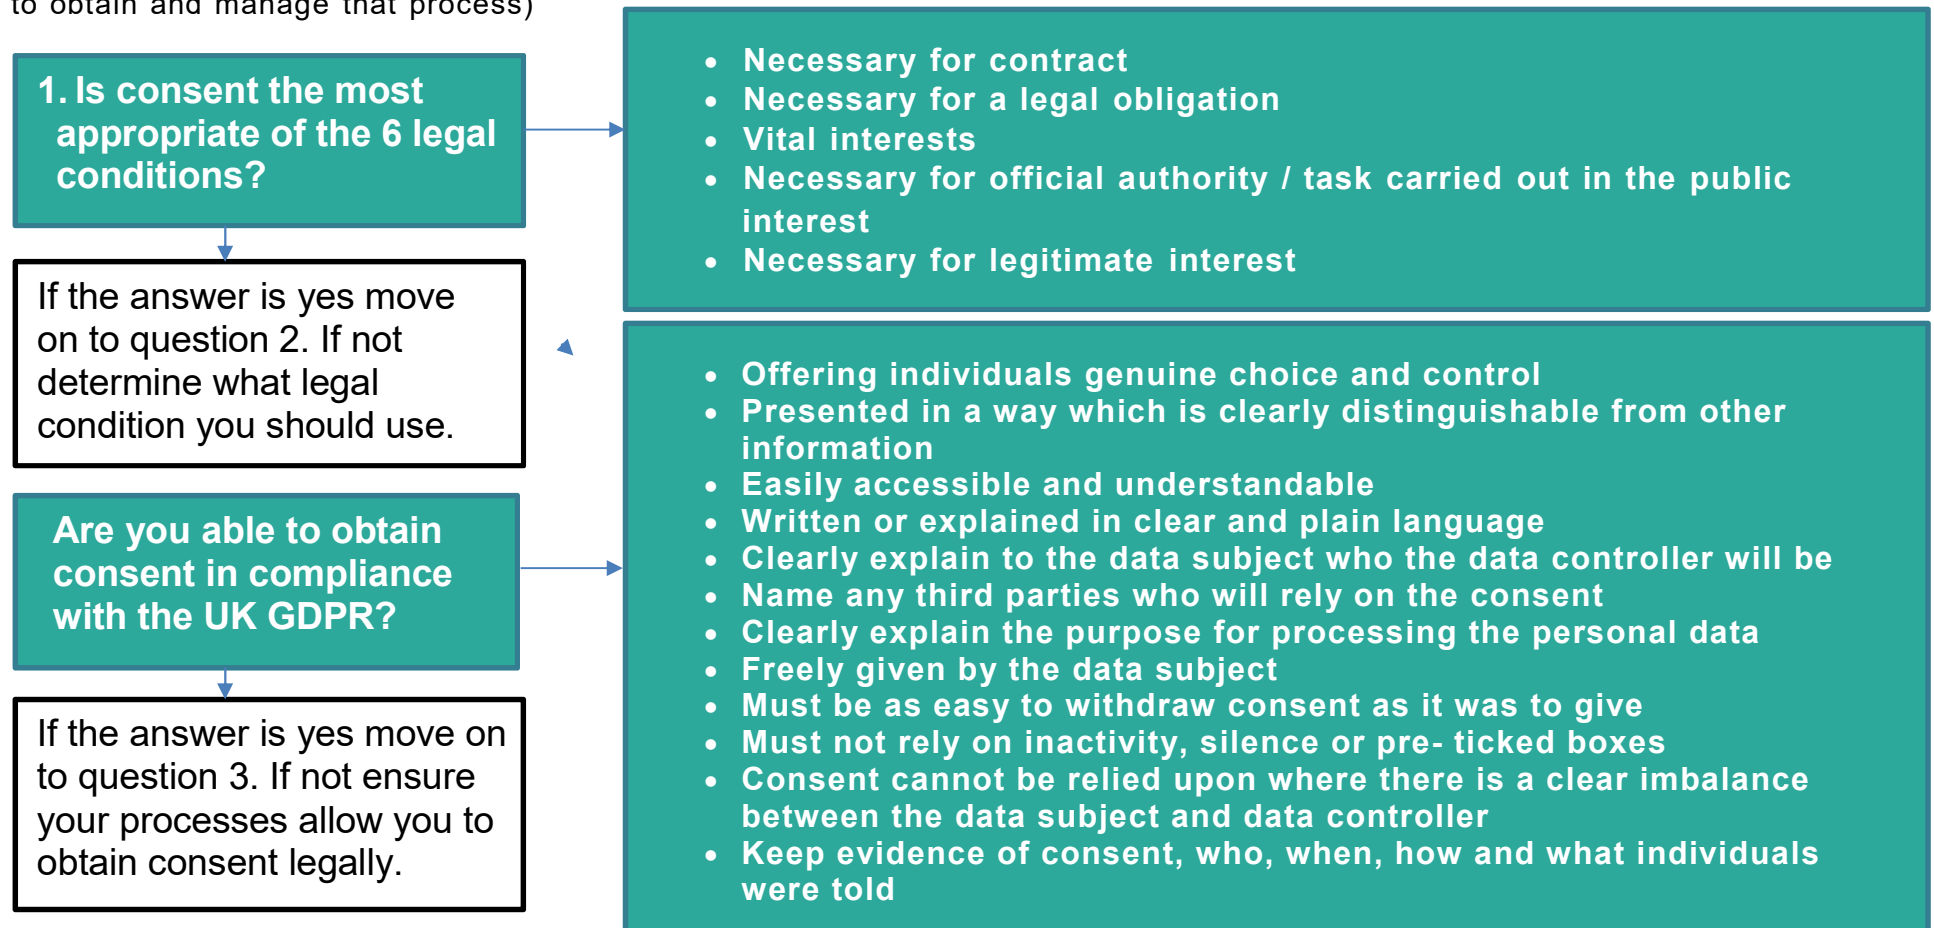 to obtain and manage that process)
1. Is consent the most
appropriate of the 6 legal
conditions?
• Necessary for contract
• Necessary for a legal obligation
• Vital interests
• Necessary for official authority / task carried out in the public
interest
• Necessary for legitimate interest
If the answer is yes move
on to question 2. If not
determine what legal
condition you should use.
Are you able to obtain
consent in compliance
with the UK GDPR?
• Offering individuals genuine choice and control
• Presented in a way which is clearly distinguishable from other
information
• Easily accessible and understandable
• Written or explained in clear and plain language
• Clearly explain to the data subject who the data controller will be
• Name any third parties who will rely on the consent
• Clearly explain the purpose for processing the personal data
• Freely given by the data subject
• Must be as easy to withdraw consent as it was to give
• Must not rely on inactivity, silence or pre- ticked boxes
• Consent cannot be relied upon where there is a clear imbalance
between the data subject and data controller
• Keep evidence of consent, who, when, how and what individuals
were told
If the answer is yes move on
to question 3. If not ensure
your processes allow you to
obtain consent legally.